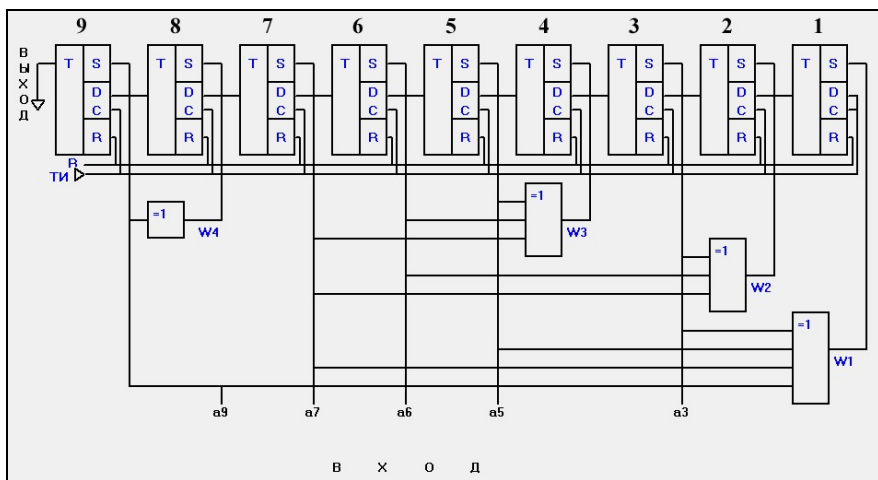 9 8 7 6 5 4 3 2 1
ВЫХОД
T S T S T S T S T S T S T S T S T S
D D D D D D D D D
C C C C C C C C C
R R R R R R R R R
R
ТИ
=1 W4
=1 W3
=1 W2
=1 W1
a9 a7 a6 a5 a3
В Х О Д